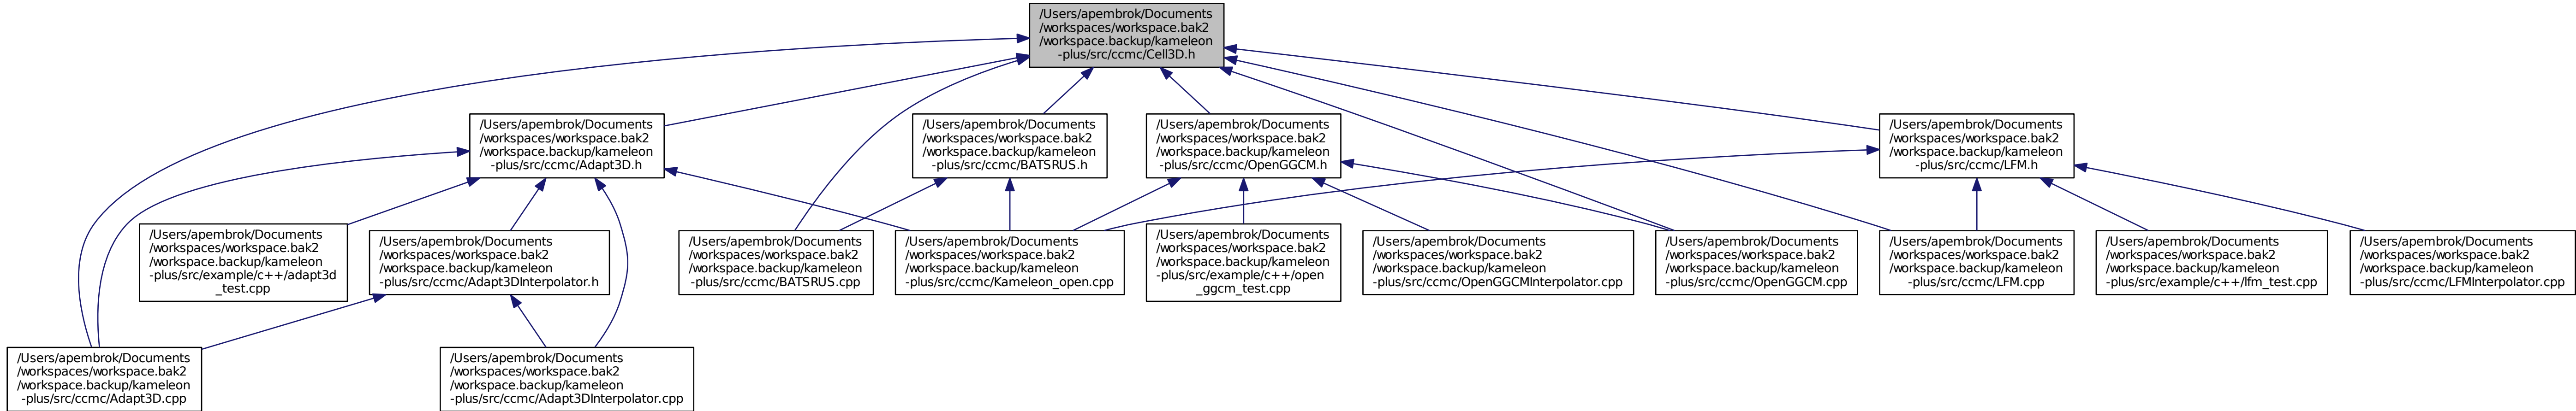 /Users/apembrok/Documents
/workspaces/workspace.bak2
/workspace.backup/kameleon
-plus/src/ccmc/Cell3D.h
/Users/apembrok/Documents
/workspaces/workspace.bak2
/workspace.backup/kameleon
-plus/src/ccmc/Adapt3D.h
/Users/apembrok/Documents
/workspaces/workspace.bak2
/workspace.backup/kameleon
-plus/src/ccmc/BATSRUS.h
/Users/apembrok/Documents
/workspaces/workspace.bak2
/workspace.backup/kameleon
-plus/src/ccmc/OpenGGCM.h
/Users/apembrok/Documents
/workspaces/workspace.bak2
/workspace.backup/kameleon
-plus/src/ccmc/LFM.h
/Users/apembrok/Documents
/workspaces/workspace.bak2
/workspace.backup/kameleon
-plus/src/example/c++/adapt3d
_test.cpp
/Users/apembrok/Documents
/workspaces/workspace.bak2
/workspace.backup/kameleon
-plus/src/ccmc/Adapt3DInterpolator.h
/Users/apembrok/Documents
/workspaces/workspace.bak2
/workspace.backup/kameleon
-plus/src/ccmc/BATSRUS.cpp
/Users/apembrok/Documents
/workspaces/workspace.bak2
/workspace.backup/kameleon
-plus/src/ccmc/Kameleon_open.cpp
/Users/apembrok/Documents
/workspaces/workspace.bak2
/workspace.backup/kameleon
-plus/src/example/c++/open
_ggcm_test.cpp
/Users/apembrok/Documents
/workspaces/workspace.bak2
/workspace.backup/kameleon
-plus/src/ccmc/OpenGGCMInterpolator.cpp
/Users/apembrok/Documents
/workspaces/workspace.bak2
/workspace.backup/kameleon
-plus/src/ccmc/OpenGGCM.cpp
/Users/apembrok/Documents
/workspaces/workspace.bak2
/workspace.backup/kameleon
-plus/src/ccmc/LFM.cpp
/Users/apembrok/Documents
/workspaces/workspace.bak2
/workspace.backup/kameleon
-plus/src/example/c++/lfm_test.cpp
/Users/apembrok/Documents
/workspaces/workspace.bak2
/workspace.backup/kameleon
-plus/src/ccmc/LFMInterpolator.cpp
/Users/apembrok/Documents
/workspaces/workspace.bak2
/workspace.backup/kameleon
-plus/src/ccmc/Adapt3D.cpp
/Users/apembrok/Documents
/workspaces/workspace.bak2
/workspace.backup/kameleon
-plus/src/ccmc/Adapt3DInterpolator.cpp